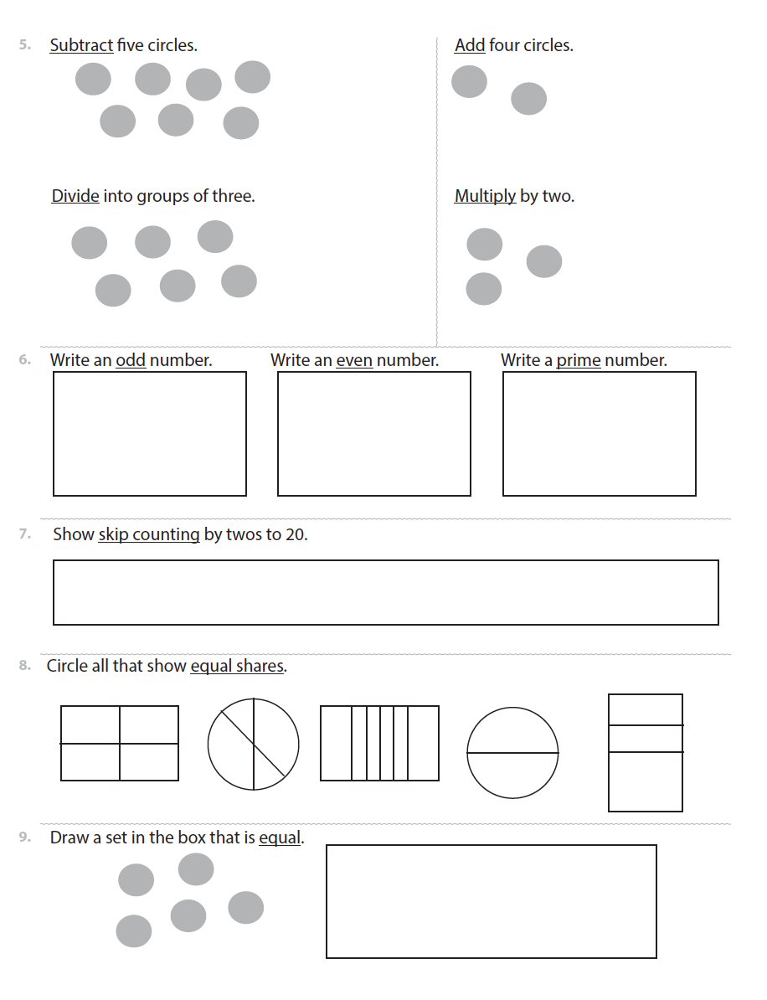 5. Subtract five circles.
Add four circles.
Divide into groups of three.
Multiply by two.
6. Write an odd number.
Write an even number.
Write a prime number.
7. Show skip counting by twos to 20.
8. Circle all that show equal shares.
9. Draw a set in the box that is equal.